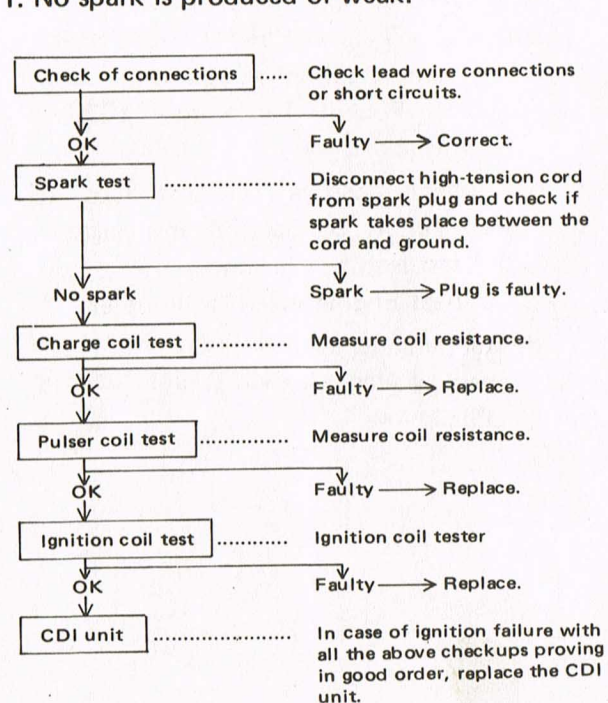 1. No spark is produced or weak.
Check of connections ..... Check lead wire connections
or short circuits.
OK Faulty → Correct.
Spark test ...................... Disconnect high-tension cord
from spark plug and check if
spark takes place between the
cord and ground.
No spark Spark → Plug is faulty.
Charge coil test ............... Measure coil resistance.
OK Faulty → Replace.
Pulser coil test ............... Measure coil resistance.
OK Faulty → Replace.
Ignition coil test ............ Ignition coil tester
OK Faulty → Replace.
CDI unit ....................... In case of ignition failure with
all the above checkups proving
in good order, replace the CDI
unit.